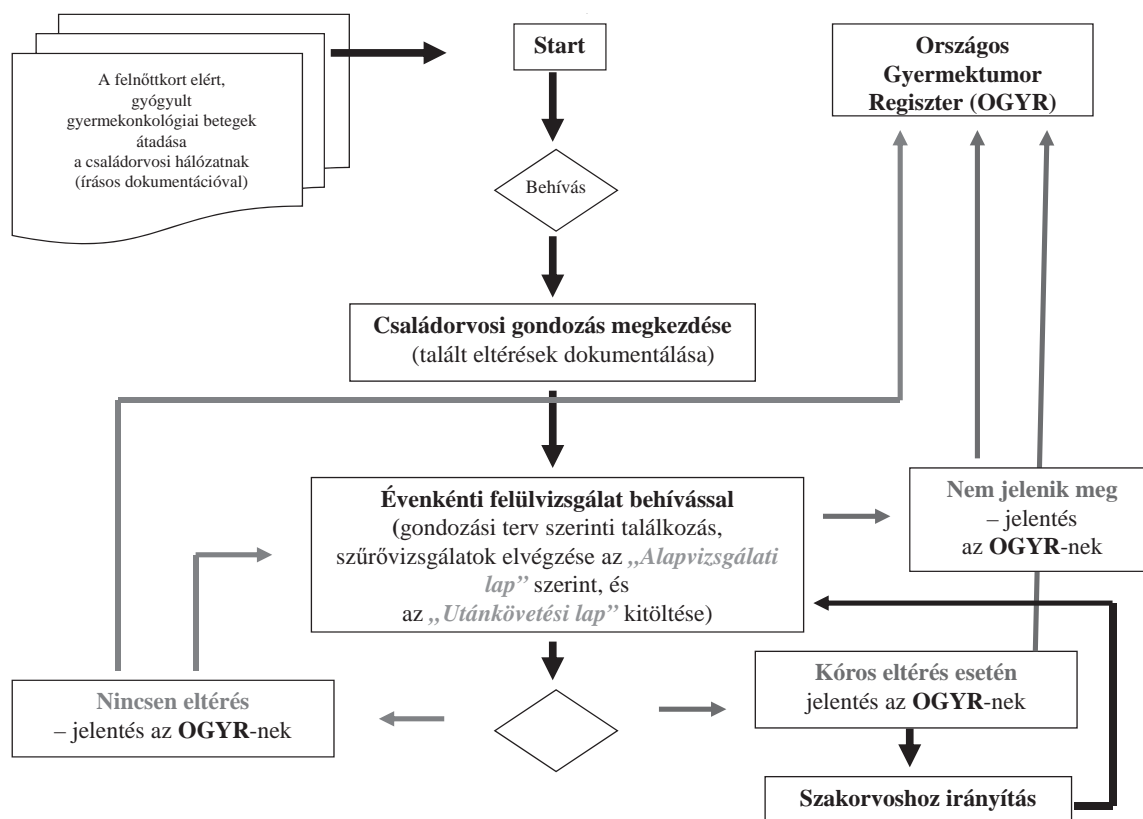 A felnőttkort elért,
gyógyult
gyermekonkológiai betegek
átadása
a családorvosi hálózatnak
(írásos dokumentációval)
Start
Országos
Gyermektumor
Regiszter (OGYR)
Behívás
Családorvosi gondozás megkezdése
(talált eltérések dokumentálása)
Évenkénti felülvizsgálat behívással
(gondozási terv szerinti találkozás,
szűrővizsgálatok elvégzése az „Alapvizsgálati
lap” szerint, és
az „Utánkövetési lap” kitöltése)
Nem jelenik meg
– jelentés
az OGYR-nek
Nincsen eltérés
– jelentés az OGYR-nek
Kóros eltérés esetén
jelentés az OGYR-nek
Szakorvoshoz irányítás